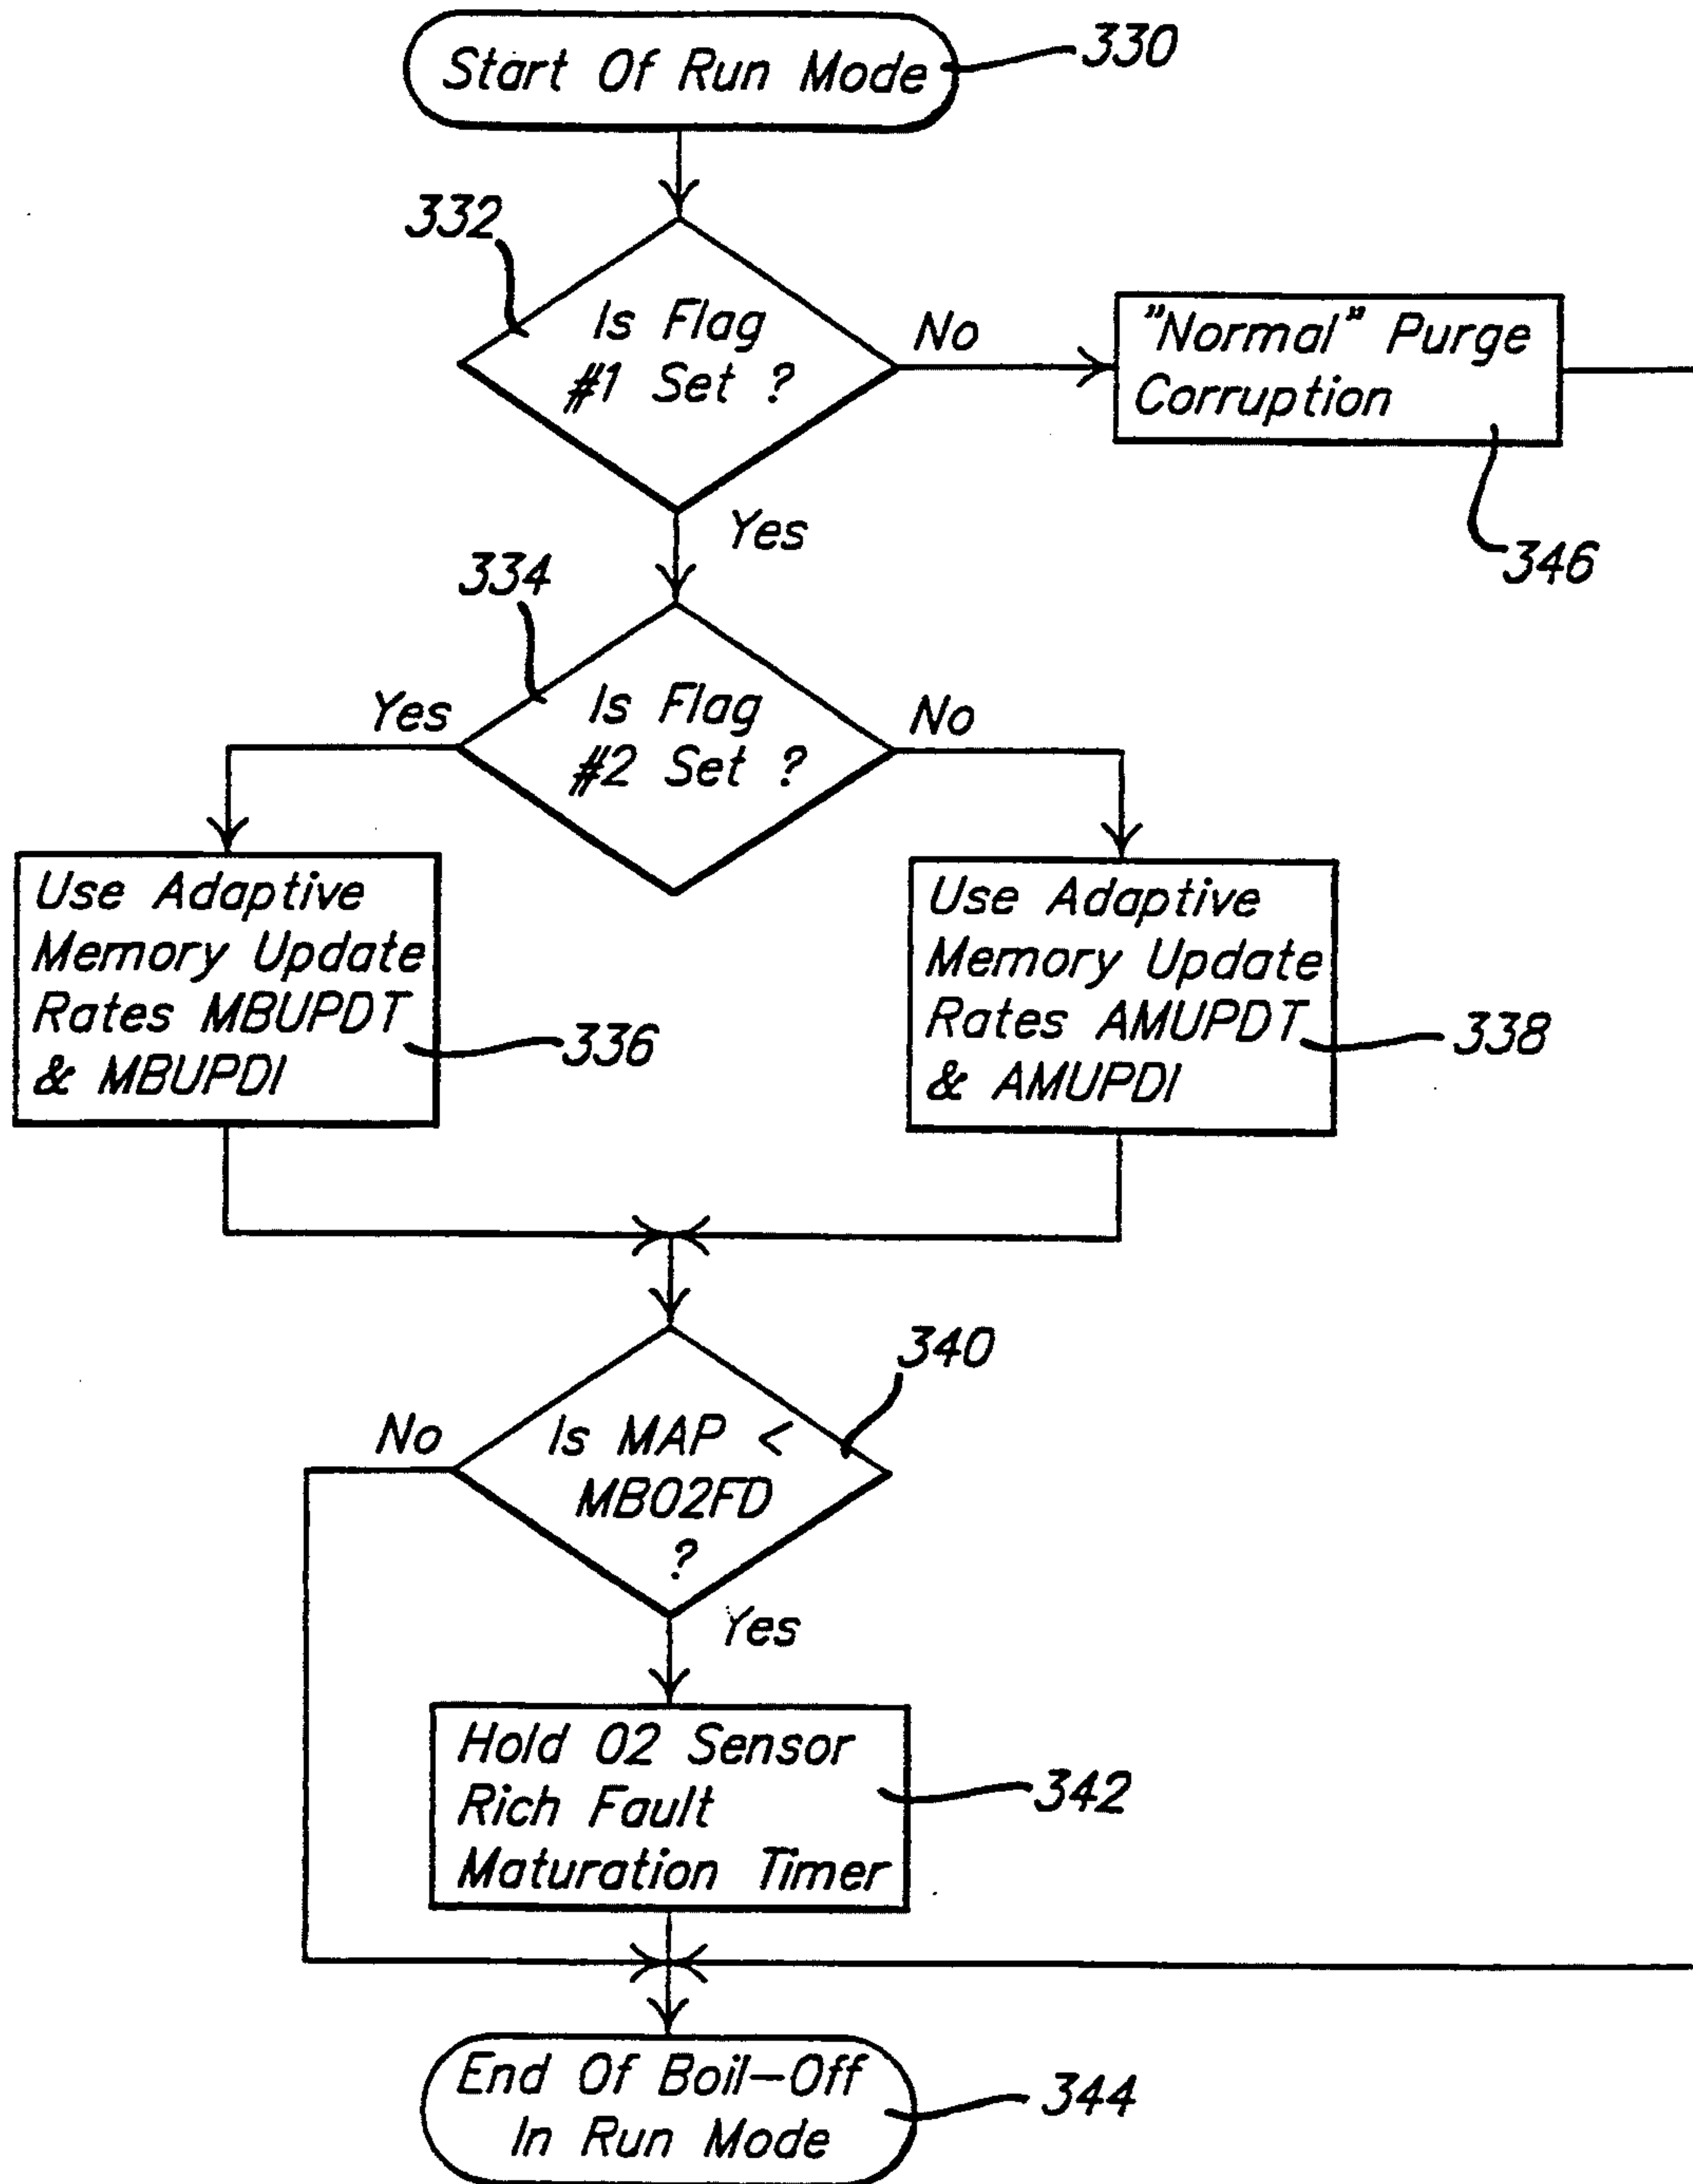 Start Of Run Mode
330
332
Is Flag
#1 Set ?
No
"Normal" Purge
Corruption
346
Yes
334
Is Flag
#2 Set ?
Yes
No
Use Adaptive
Memory Update
Rates MBUPDT
& MBUPDI
336
Use Adaptive
Memory Update
Rates AMUPDT
& AMUPDI
338
340
Is MAP <
MBO2FD
?
No
Yes
Hold O2 Sensor
Rich Fault
Maturation Timer
342
End Of Boil-Off
In Run Mode
344